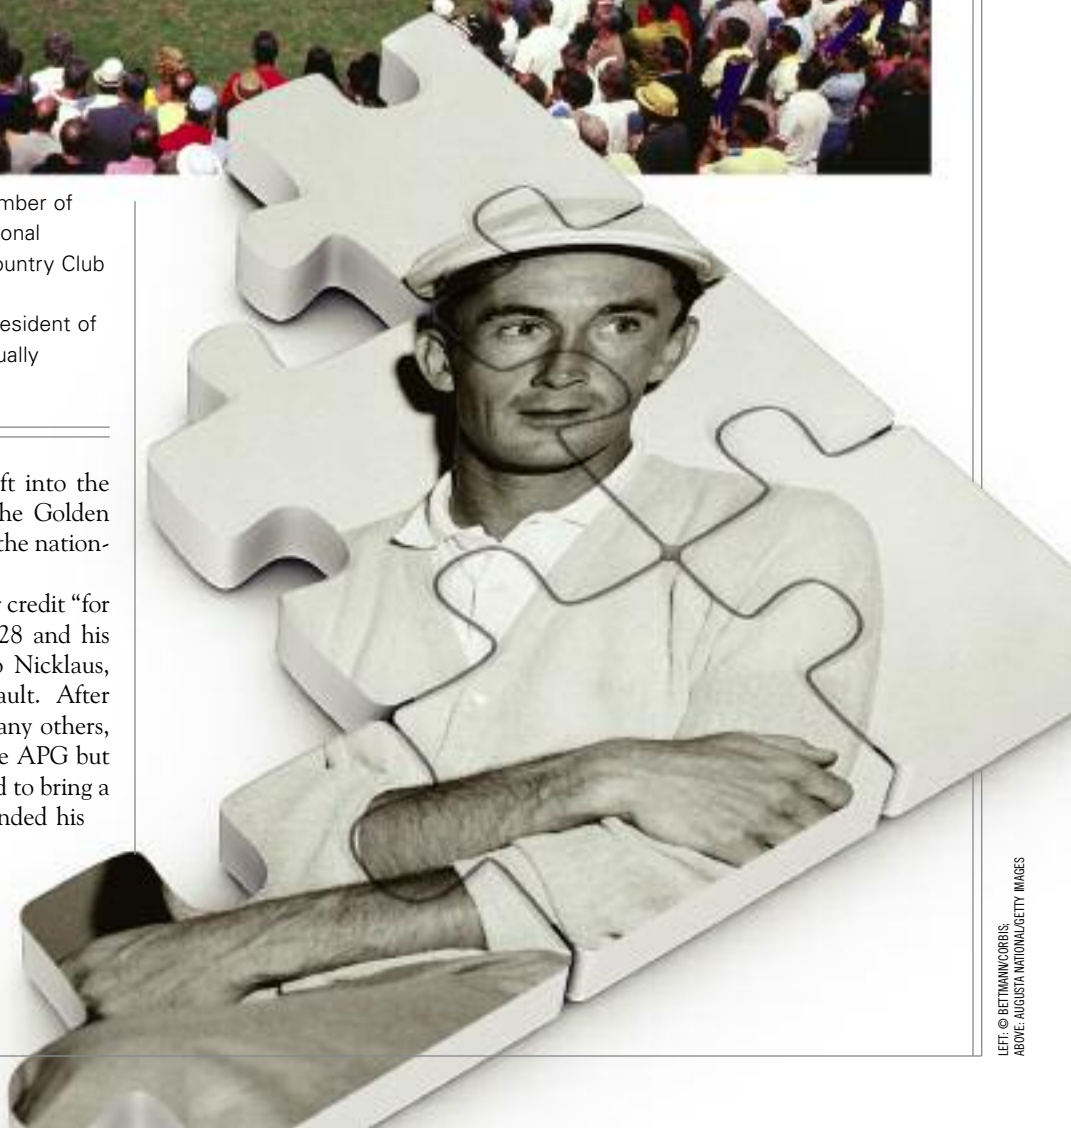 mber of
onal
ountry Club
esident of
ually
ft into the
he Golden
the nation-
r credit “for
28 and his
o Nicklaus,
ault. After
any others,
e APG but
d to bring a
nded his
LEFT: © BETTMANN/CORBIS;
ABOVE: AUGUSTA NATIONAL/GETTY IMAGES